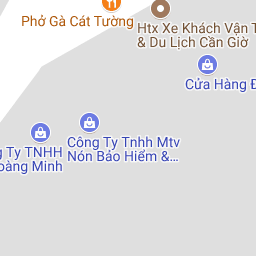 Phở Gà Cát Tường
Htx Xe Khách Vận T
& Du Lịch Cần Giờ
Cửa Hàng Đ
Công Ty Tnhh Mtv
Nón Bảo Hiểm &...
g Ty TNHH
oàng Minh